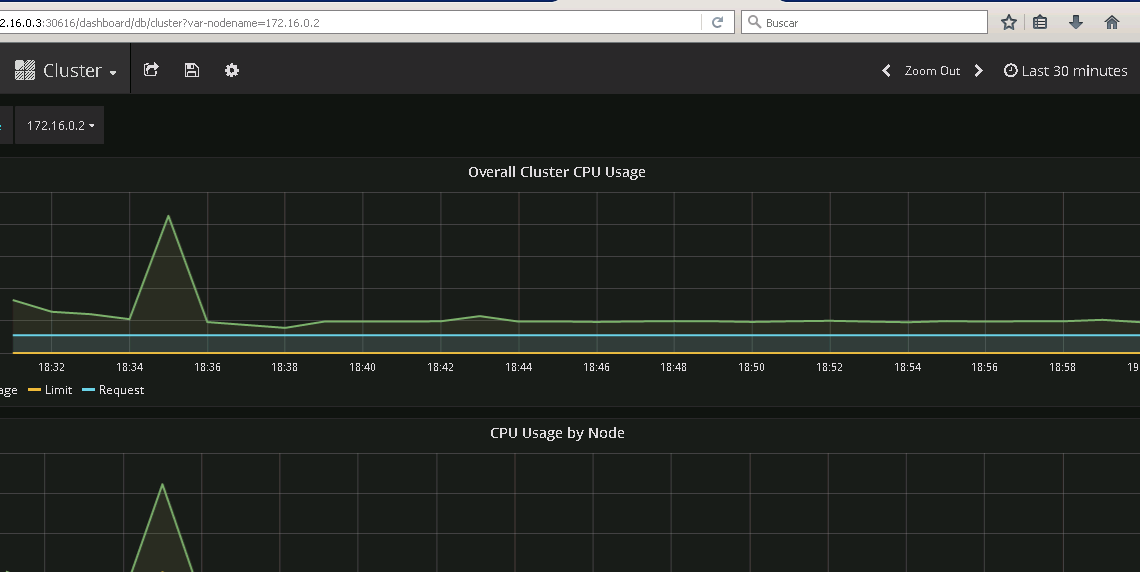 2.16.0.3:30616/dashboard/db/cluster?var-nodename=172.16.0.2
Buscar
Cluster
Zoom Out
Last 30 minutes
172.16.0.2
Overall Cluster CPU Usage
18:32 18:34 18:36 18:38 18:40 18:42 18:44 18:46 18:48 18:50 18:52 18:54 18:56 18:58 19
age Limit Request
CPU Usage by Node